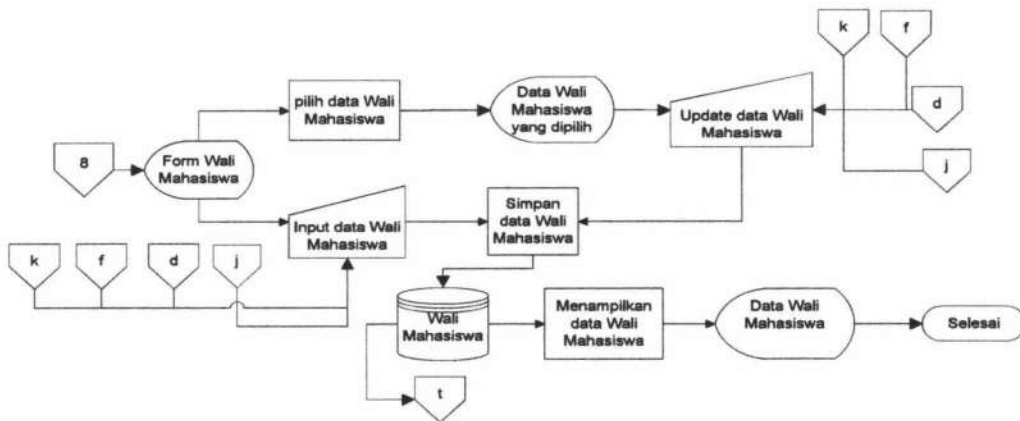 k
f
pilih data Wali
Mahasiswa
Data Wali
Mahasiswa
yang dipilih
Update data Wali
Mahasiswa
d
8
Form Wali
Mahasiswa
j
Input data Wali
Mahasiswa
Simpan
data Wali
Mahasiswa
k
f
d
j
Wali
Mahasiswa
Menampilkan
data Wali
Mahasiswa
Data Wali
Mahasiswa
Selesai
t